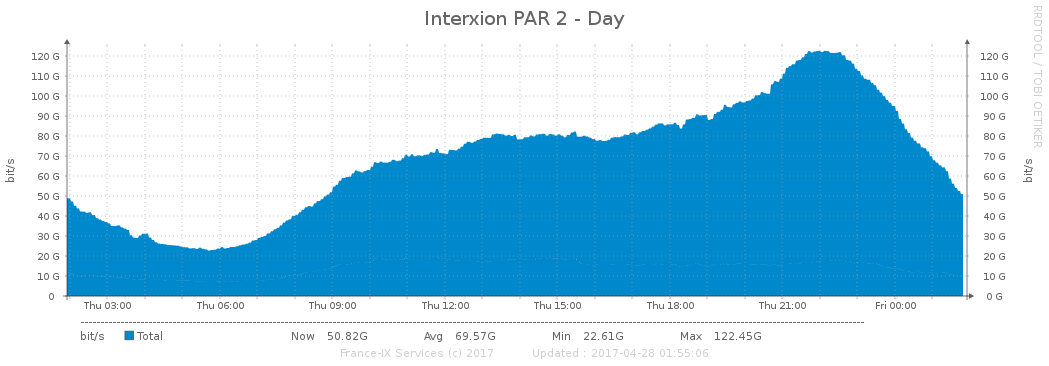 Interxion PAR 2 - Day
RRDTOOL / TOBI OETIKER
bit/s
120 G 120 G
110 G 110 G
100 G 100 G
90 G 90 G
80 G 80 G
70 G 70 G
60 G 60 G
50 G 50 G
40 G 40 G
30 G 30 G
20 G 20 G
10 G 10 G
0 0 G
bit/s
Thu 03:00 Thu 06:00 Thu 09:00 Thu 12:00 Thu 15:00 Thu 18:00 Thu 21:00 Fri 00:00
bit/s Total Now 50.82G Avg 69.57G Min 22.61G Max 122.45G
France-IX Services (c) 2017 Updated : 2017-04-28 01:55:06